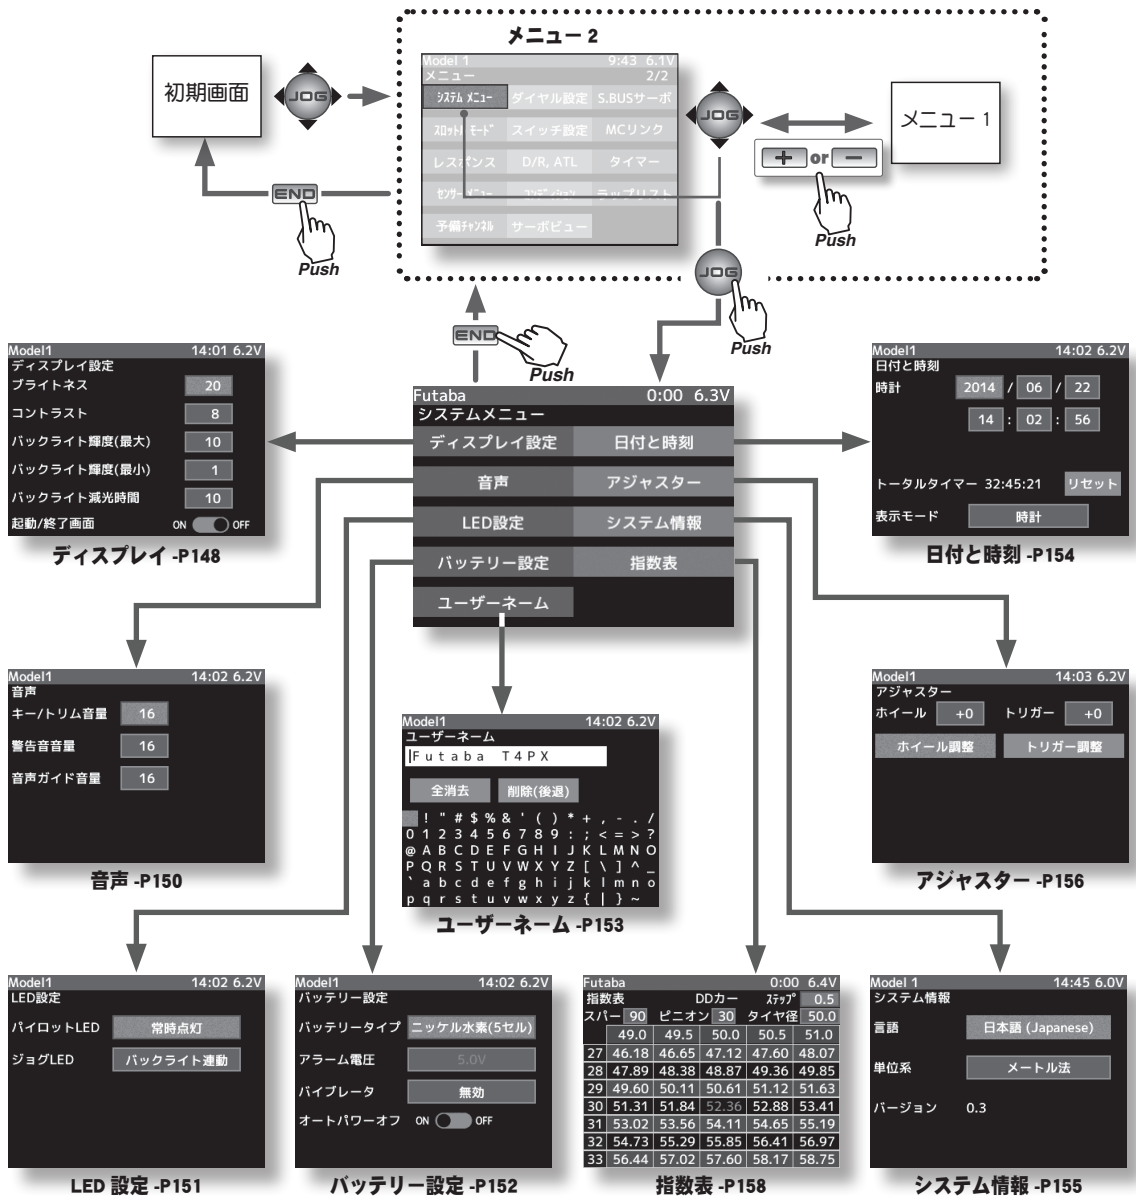 メニュー 2
初期画面
JOG
Model 1 9:43 6.1V
メニュー 2/2
システム メニュー ダイヤル設定 S.BUSサーボ
スロットル モード スイッチ設定 MCリンク
レスポンス D/R, ATL タイマー
センサーメニュー コンディション ラップリスト
予備チャンネル サーボビュー
JOG
+ or −
Push
メニュー 1
END
Push
JOG
Push
END
Push
Futaba 0:00 6.3V
システムメニュー
ディスプレイ設定 日付と時刻
音声 アジャスター
LED設定 システム情報
バッテリー設定 指数表
ユーザーネーム
Model1 14:01 6.2V
ディスプレイ設定
ブライトネス 20
コントラスト 8
バックライト輝度(最大) 10
バックライト輝度(最小) 1
バックライト減光時間 10
起動/終了画面 ON OFF
ディスプレイ -P148
Model1 14:02 6.2V
日付と時刻
時計 2014 / 06 / 22
14 : 02 : 56
トータルタイマー 32:45:21 リセット
表示モード 時計
日付と時刻 -P154
Model1 14:02 6.2V
音声
キー/トリム音量 16
警告音音量 16
音声ガイド音量 16
音声 -P150
Model1 14:02 6.2V
ユーザーネーム
Futaba T4PX
全消去 削除(後退)
! " # $ % & ' ( ) * + , - . /
0 1 2 3 4 5 6 7 8 9 : ; < = > ?
@ A B C D E F G H I J K L M N O
P Q R S T U V W X Y Z [ \ ] ^ _
` a b c d e f g h i j k l m n o
p q r s t u v w x y z { | } ~
ユーザーネーム -P153
Model1 14:03 6.2V
アジャスター
ホイール +0 トリガー +0
ホイール調整 トリガー調整
アジャスター -P156
Model1 14:02 6.2V
LED設定
パイロットLED 常時点灯
ジョグLED バックライト連動
LED 設定 -P151
Model1 14:02 6.2V
バッテリー設定
バッテリータイプ ニッケル水素(5セル)
アラーム電圧 5.0V
バイブレータ 無効
オートパワーオフ ON OFF
バッテリー設定 -P152
Futaba 0:00 6.4V
指数表 DDカー ステップ 0.5
スパー 90 ピニオン 30 タイヤ径 50.0
49.0 49.5 50.0 50.5 51.0
27 46.18 46.65 47.12 47.60 48.07
28 47.89 48.38 48.87 49.36 49.85
29 49.60 50.11 50.61 51.12 51.63
30 51.31 51.84 52.36 52.88 53.41
31 53.02 53.56 54.11 54.65 55.19
32 54.73 55.29 55.85 56.41 56.97
33 56.44 57.02 57.60 58.17 58.75
指数表 -P158
Model 1 14:45 6.0V
システム情報
言語 日本語 (Japanese)
単位系 メートル法
バージョン 0.3
システム情報 -P155